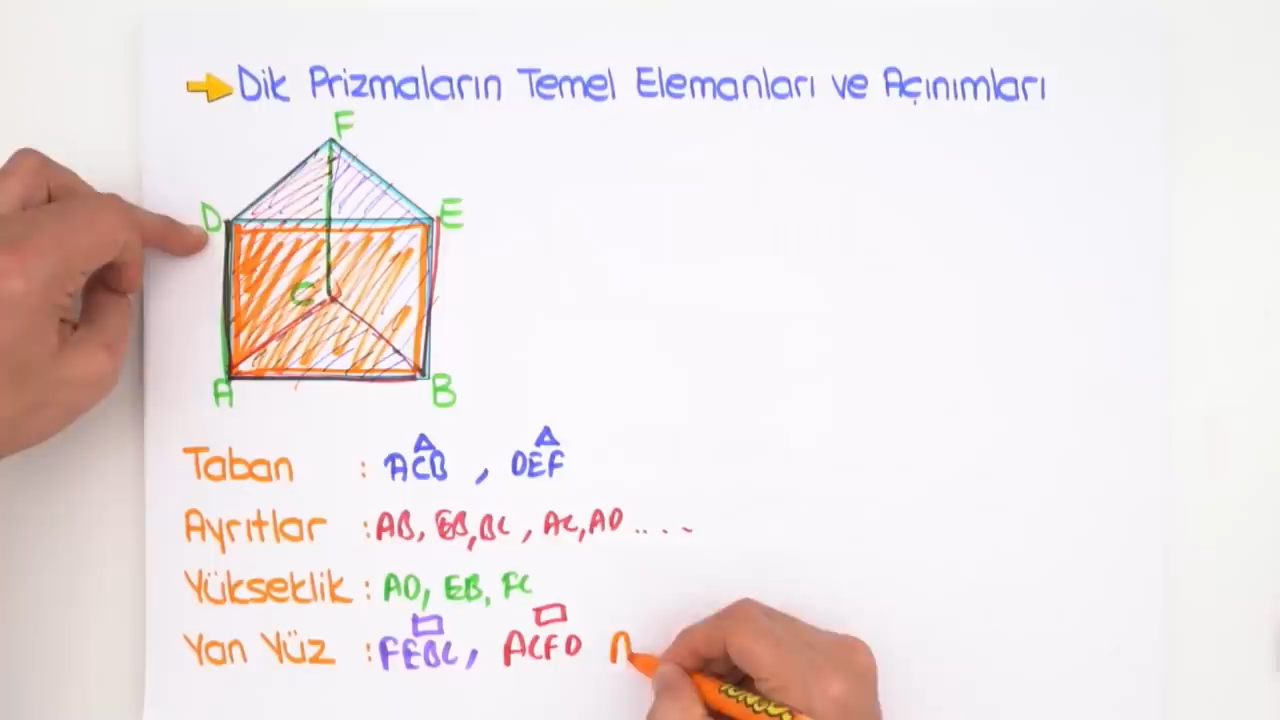 Dik Prizmaların Temel Elemanları ve Açınımları
F
D E
C
A B
Taban : ACB , DEF
Ayrıtlar : AB, EB, BC, AC, AD ....
Yükseklik : AD, EB, FC
Yan Yüz : FEBC, ACFD